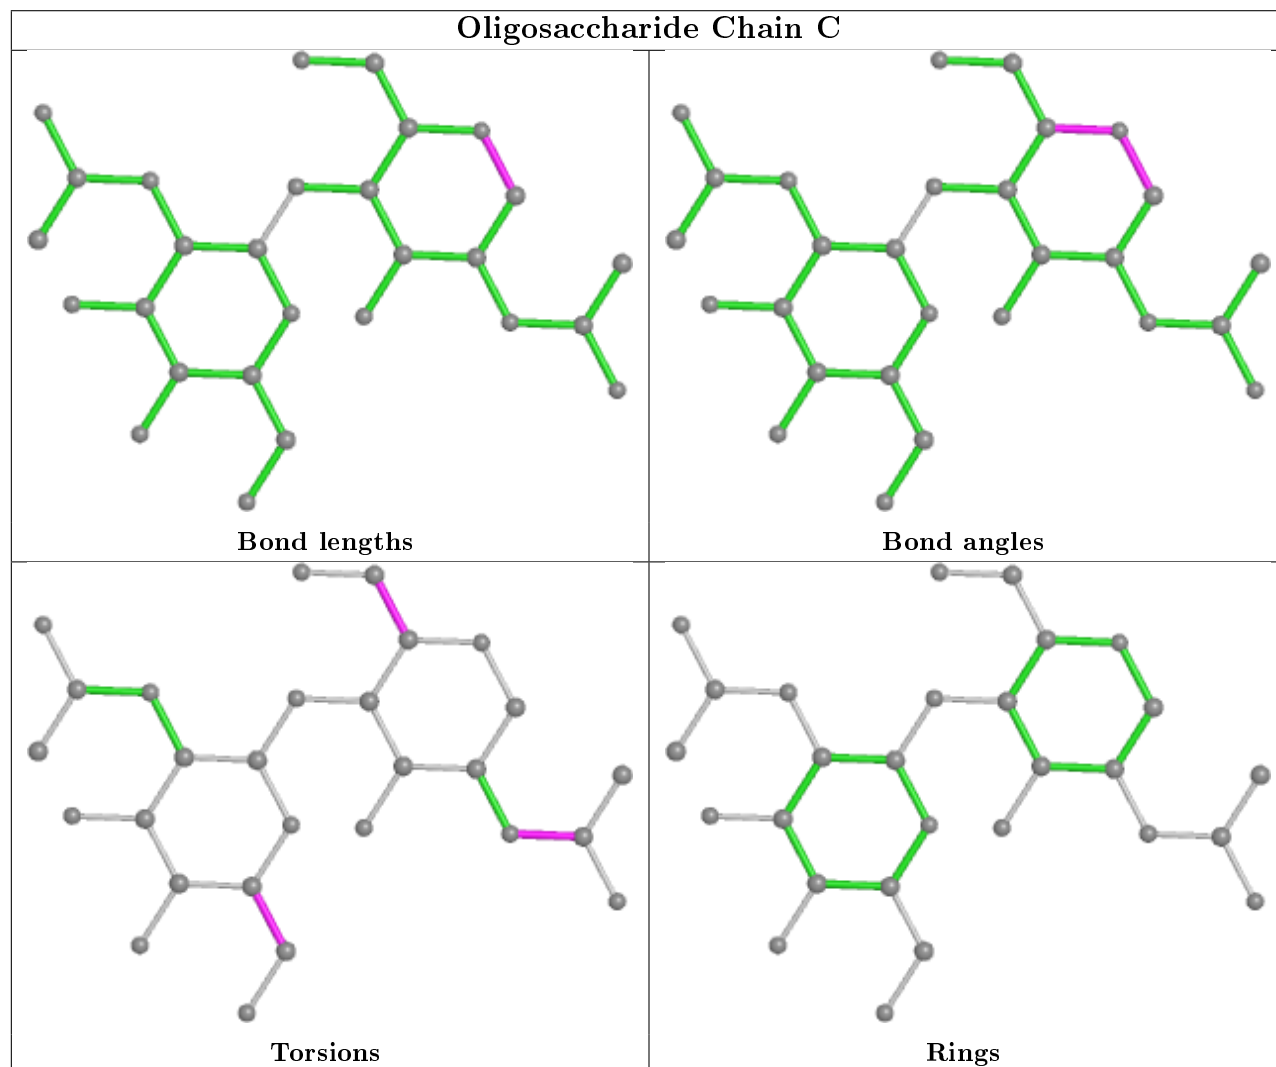 Oligosaccharide Chain C
Bond lengths
Bond angles
Torsions
Rings